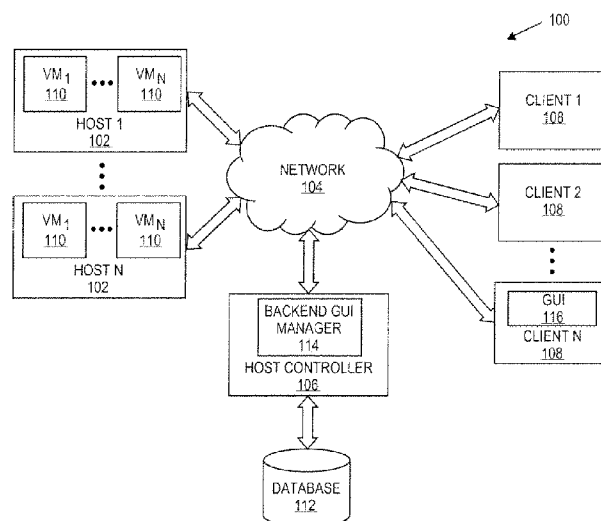 100
VM1
110
VMN
110
HOST 1
102
VM1
110
VMN
110
HOST N
102
NETWORK
104
CLIENT 1
108
CLIENT 2
108
GUI
116
CLIENT N
108
BACKEND GUI
MANAGER
114
HOST CONTROLLER
106
DATABASE
112